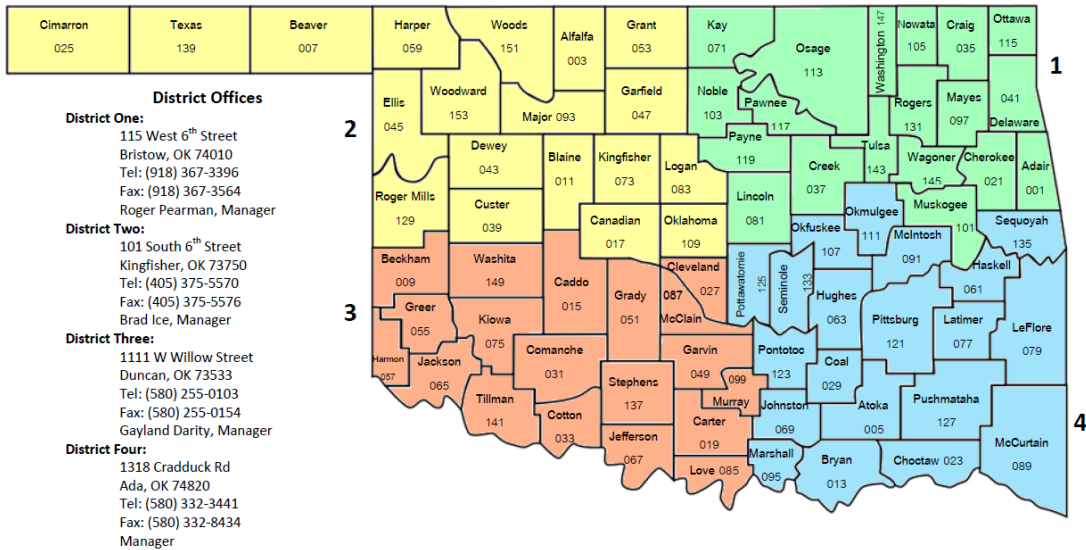 Cimarron
025
Texas
139
Beaver
007
Harper
059
Woods
151
Alfalfa
003
Grant
053
Kay
071
Osage
113
Washington 147
Nowata
105
Craig
035
Ottawa
115
1
District Offices
District One:
115 West 6th Street
Bristow, OK 74010
Tel: (918) 367-3396
Fax: (918) 367-3564
Roger Pearman, Manager
District Two:
101 South 6th Street
Kingfisher, OK 73750
Tel: (405) 375-5570
Fax: (405) 375-5576
Brad Ice, Manager
District Three:
1111 W Willow Street
Duncan, OK 73533
Tel: (580) 255-0103
Fax: (580) 255-0154
Gayland Darity, Manager
District Four:
1318 Cradduck Rd
Ada, OK 74820
Tel: (580) 332-3441
Fax: (580) 332-8434
Manager
2
Ellis
045
Woodward
153
Major 093
Garfield
047
Noble
103
Pawnee
117
Rogers
131
Mayes
097
041
Delaware
Dewey
043
Blaine
011
Kingfisher
073
Logan
083
Payne
119
Creek
037
Tulsa
143
Wagoner
145
Cherokee
021
Adair
001
Roger Mills
129
Custer
039
Canadian
017
Oklahoma
109
Lincoln
081
Okmulgee
111
Muskogee
101
Sequoyah
135
3
Beckham
009
Washita
149
Caddo
015
Grady
051
Cleveland
027
087
McClain
Pottawatomie 125
Seminole 133
Okfuskee
107
McIntosh
091
Haskell
061
Greer
055
Kiowa
075
Hughes
063
Pittsburg
121
Latimer
077
LeFlore
079
Harmon
057
Jackson
065
Comanche
031
Stephens
137
Garvin
049
099
Murray
Pontotoc
123
Coal
029
Tillman
141
Cotton
033
Jefferson
067
Carter
019
Johnston
069
Atoka
005
Pushmataha
127
McCurtain
089
4
Love 085
Marshall
095
Bryan
013
Choctaw 023